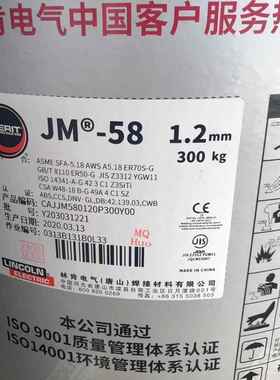 肯电气中国客户服务热
ERIT
JM®-58
1.2mm
300 kg
ASME SFA-5.18 AWS A5.18 ER70S-G
GB/T 8110 ER50-G JIS Z3312 YGW11
ISO 14341-A-G 42 3 C1 Z3Si1
CSA W48-10 B-G 49A 4 C1 S2
ABS,CCS,DNV·GL,DB:42.139.03,CWB
CAJJM580120P300Y00
Y203031221
2020.03.13
0313B131B0L33
MQ
Huo
JIS
LINCOLN
ELECTRIC
林肯电气(唐山)焊接材料有限公司
本公司通过
ISO 9001质量管理体系认证
ISO14001环境管理体系认证